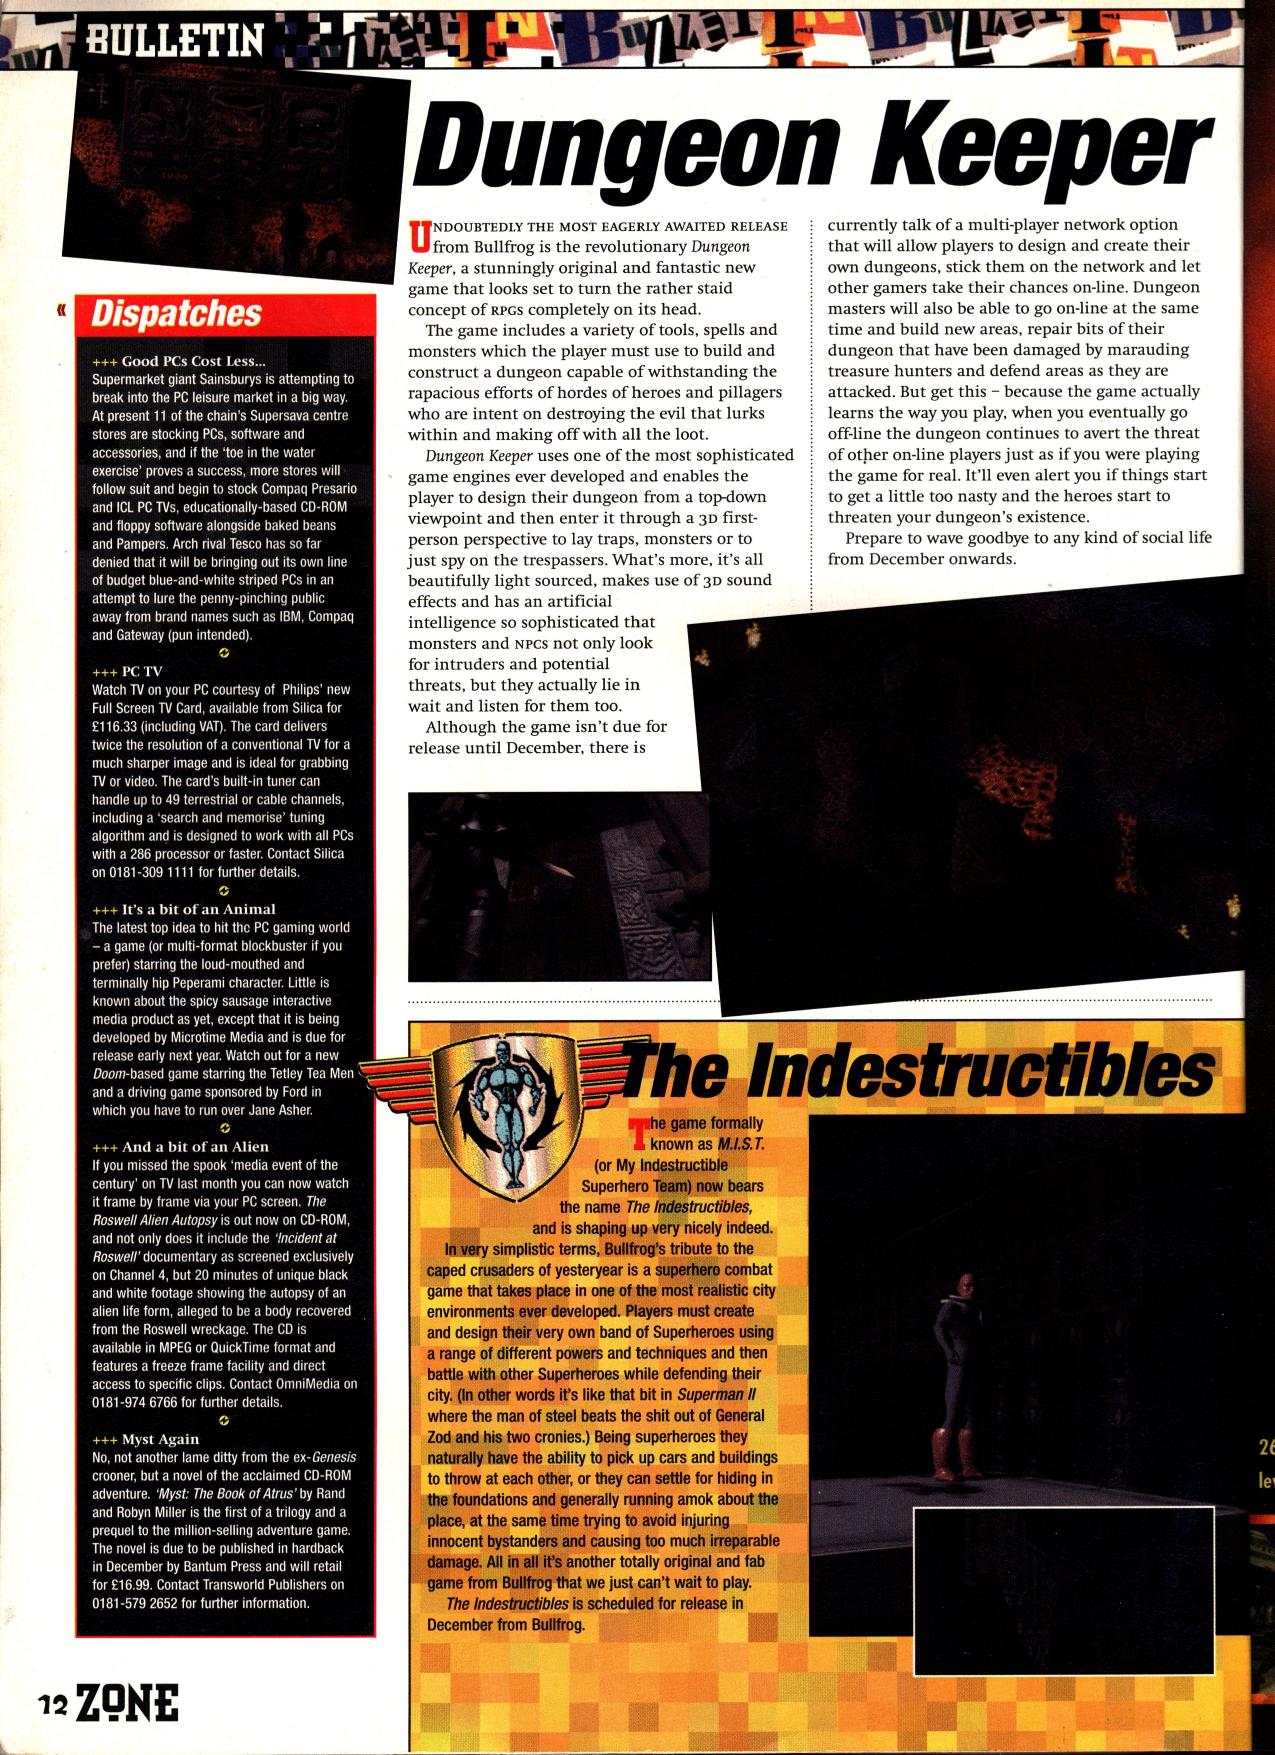 BULLETIN
Dungeon Keeper
UNDOUBTEDLY THE MOST EAGERLY AWAITED RELEASE
from Bullfrog is the revolutionary Dungeon
Keeper, a stunningly original and fantastic new
game that looks set to turn the rather staid
concept of RPGs completely on its head.
The game includes a variety of tools, spells and
monsters which the player must use to build and
construct a dungeon capable of withstanding the
rapacious efforts of hordes of heroes and pillagers
who are intent on destroying the evil that lurks
within and making off with all the loot.
Dungeon Keeper uses one of the most sophisticated
game engines ever developed and enables the
player to design their dungeon from a top-down
viewpoint and then enter it through a 3D first-
person perspective to lay traps, monsters or to
just spy on the trespassers. What's more, it's all
beautifully light sourced, makes use of 3D sound
effects and has an artificial
intelligence so sophisticated that
monsters and NPCs not only look
for intruders and potential
threats, but they actually lie in
wait and listen for them too.
Although the game isn't due for
release until December, there is
currently talk of a multi-player network option
that will allow players to design and create their
own dungeons, stick them on the network and let
other gamers take their chances on-line. Dungeon
masters will also be able to go on-line at the same
time and build new areas, repair bits of their
dungeon that have been damaged by marauding
treasure hunters and defend areas as they are
attacked. But get this – because the game actually
learns the way you play, when you eventually go
off-line the dungeon continues to avert the threat
of other on-line players just as if you were playing
the game for real. It'll even alert you if things start
to get a little too nasty and the heroes start to
threaten your dungeon's existence.
Prepare to wave goodbye to any kind of social life
from December onwards.
« Dispatches
+++ Good PCs Cost Less...
Supermarket giant Sainsburys is attempting to
break into the PC leisure market in a big way.
At present 11 of the chain's Supersava centre
stores are stocking PCs, software and
accessories, and if the 'toe in the water
exercise' proves a success, more stores will
follow suit and begin to stock Compaq Presario
and ICL PC TVs, educationally-based CD-ROM
and floppy software alongside baked beans
and Pampers. Arch rival Tesco has so far
denied that it will be bringing out its own line
of budget blue-and-white striped PCs in an
attempt to lure the penny-pinching public
away from brand names such as IBM, Compaq
and Gateway (pun intended).
+++ PC TV
Watch TV on your PC courtesy of Philips' new
Full Screen TV Card, available from Silica for
£116.33 (including VAT). The card delivers
twice the resolution of a conventional TV for a
much sharper image and is ideal for grabbing
TV or video. The card's built-in tuner can
handle up to 49 terrestrial or cable channels,
including a 'search and memorise' tuning
algorithm and is designed to work with all PCs
with a 286 processor or faster. Contact Silica
on 0181-309 1111 for further details.
+++ It's a bit of an Animal
The latest top idea to hit the PC gaming world
– a game (or multi-format blockbuster if you
prefer) starring the loud-mouthed and
terminally hip Peperami character. Little is
known about the spicy sausage interactive
media product as yet, except that it is being
developed by Microtime Media and is due for
release early next year. Watch out for a new
Doom-based game starring the Tetley Tea Men
and a driving game sponsored by Ford in
which you have to run over Jane Asher.
+++ And a bit of an Alien
If you missed the spook 'media event of the
century' on TV last month you can now watch
it frame by frame via your PC screen. The
Roswell Alien Autopsy is out now on CD-ROM,
and not only does it include the 'Incident at
Roswell' documentary as screened exclusively
on Channel 4, but 20 minutes of unique black
and white footage showing the autopsy of an
alien life form, alleged to be a body recovered
from the Roswell wreckage. The CD is
available in MPEG or QuickTime format and
features a freeze frame facility and direct
access to specific clips. Contact OmniMedia on
0181-974 6766 for further details.
+++ Myst Again
No, not another lame ditty from the ex-Genesis
crooner, but a novel of the acclaimed CD-ROM
adventure. 'Myst: The Book of Atrus' by Rand
and Robyn Miller is the first of a trilogy and a
prequel to the million-selling adventure game.
The novel is due to be published in hardback
in December by Bantum Press and will retail
for £16.99. Contact Transworld Publishers on
0181-579 2652 for further information.
The Indestructibles
The game formally
known as M.I.S.T.
(or My Indestructible
Superhero Team) now bears
the name The Indestructibles,
and is shaping up very nicely indeed.
In very simplistic terms, Bullfrog's tribute to the
caped crusaders of yesteryear is a superhero combat
game that takes place in one of the most realistic city
environments ever developed. Players must create
and design their very own band of Superheroes using
a range of different powers and techniques and then
battle with other Superheroes while defending their
city. (In other words it's like that bit in Superman II
where the man of steel beats the shit out of General
Zod and his two cronies.) Being superheroes they
naturally have the ability to pick up cars and buildings
to throw at each other, or they can settle for hiding in
the foundations and generally running amok about the
place, at the same time trying to avoid injuring
innocent bystanders and causing too much irreparable
damage. All in all it's another totally original and fab
game from Bullfrog that we just can't wait to play.
The Indestructibles is scheduled for release in
December from Bullfrog.
12 ZONE